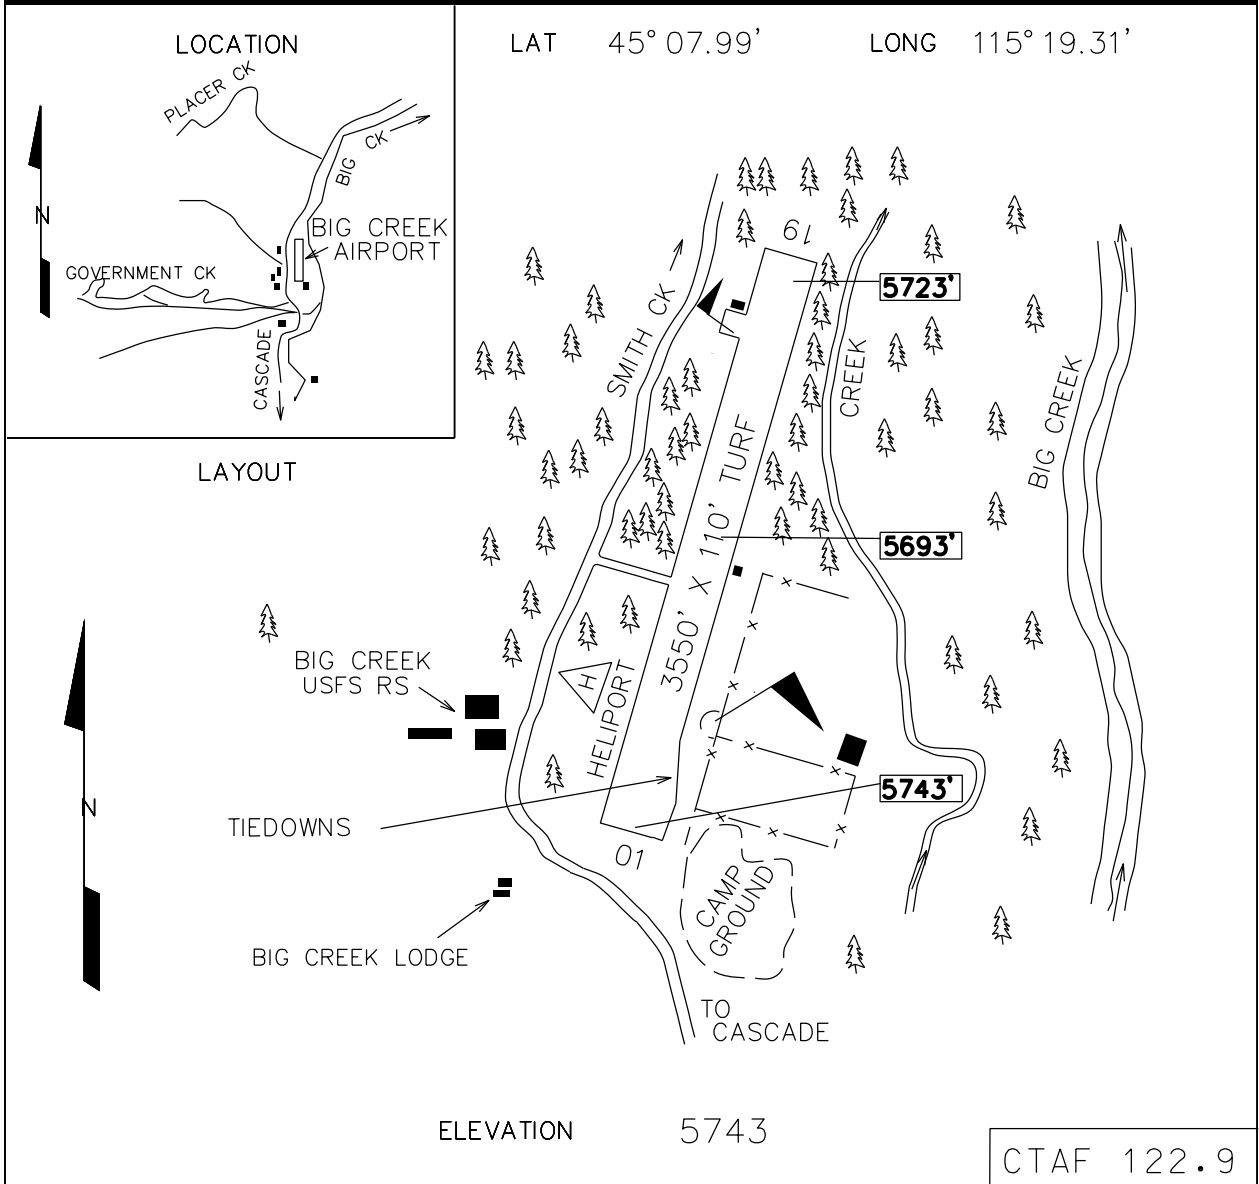 LOCATION
LAT 45° 07.99’
LONG 115° 19.31’
PLACER CK
BIG CK
N
BIG CREEK
AIRPORT
GOVERNMENT CK
CASCADE
LAYOUT
19
5723'
SMITH CK
CREEK
BIG CREEK
5693'
3550’ X 110’ TURF
BIG CREEK
USFS RS
H
HELIPORT
5743'
N
TIEDOWNS
01
CAMP
GROUND
BIG CREEK LODGE
TO
CASCADE
ELEVATION 5743
CTAF 122.9